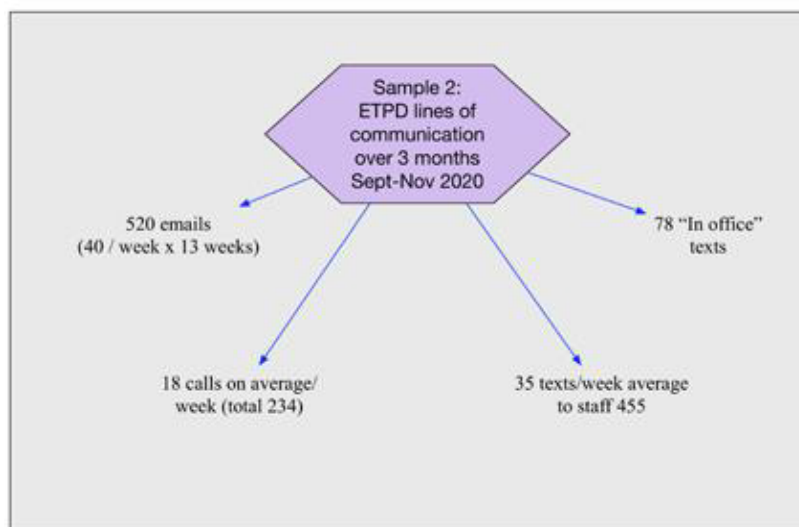 Sample 2:
ETPD lines of
communication
over 3 months
Sept-Nov 2020
520 emails
(40 / week x 13 weeks)
78 “In office”
texts
18 calls on average/
week (total 234)
35 texts/week average
to staff 455